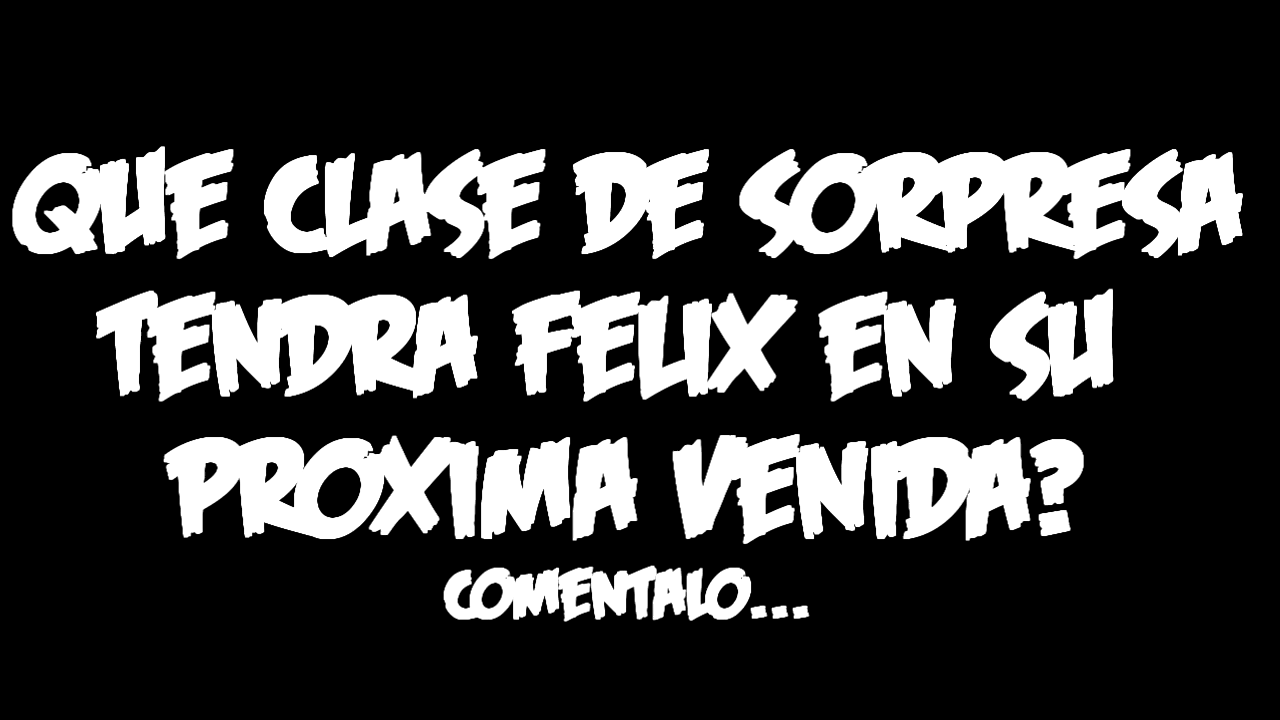 QUE CLASE DE SORPRESA
TENDRA FELIX EN SU
PROXIMA VENIDA?
COMENTALO...